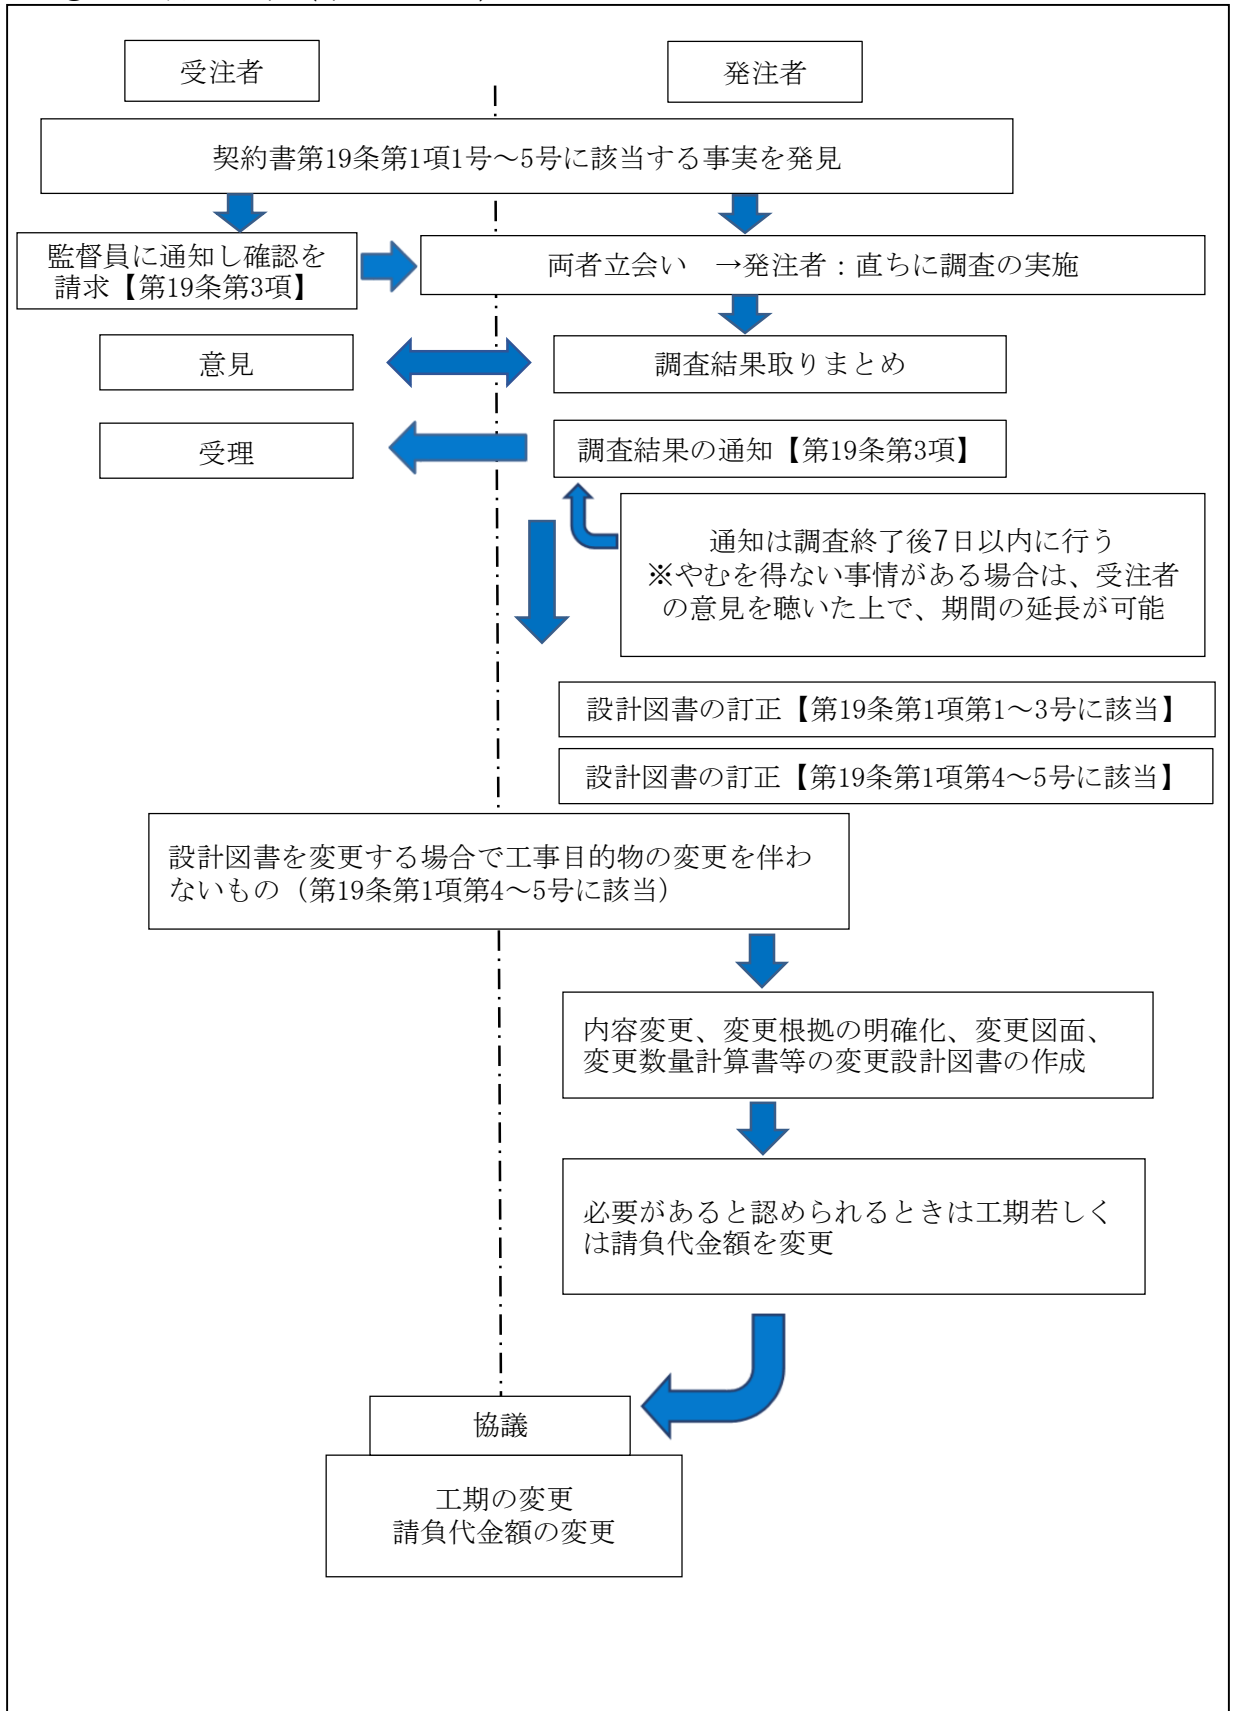 受注者
発注者
契約書第19条第1項1号～5号に該当する事実を発見
監督員に通知し確認を
請求【第19条第3項】
両者立会い　→発注者：直ちに調査の実施
意見
調査結果取りまとめ
受理
調査結果の通知【第19条第3項】
通知は調査終了後7日以内に行う
※やむを得ない事情がある場合は、受注者
の意見を聴いた上で、期間の延長が可能
設計図書の訂正【第19条第1項第1～3号に該当】
設計図書の訂正【第19条第1項第4～5号に該当】
設計図書を変更する場合で工事目的物の変更を伴わ
ないもの（第19条第1項第4～5号に該当）
内容変更、変更根拠の明確化、変更図面、
変更数量計算書等の変更設計図書の作成
必要があると認められるときは工期若しく
は請負代金額を変更
協議
工期の変更
請負代金額の変更